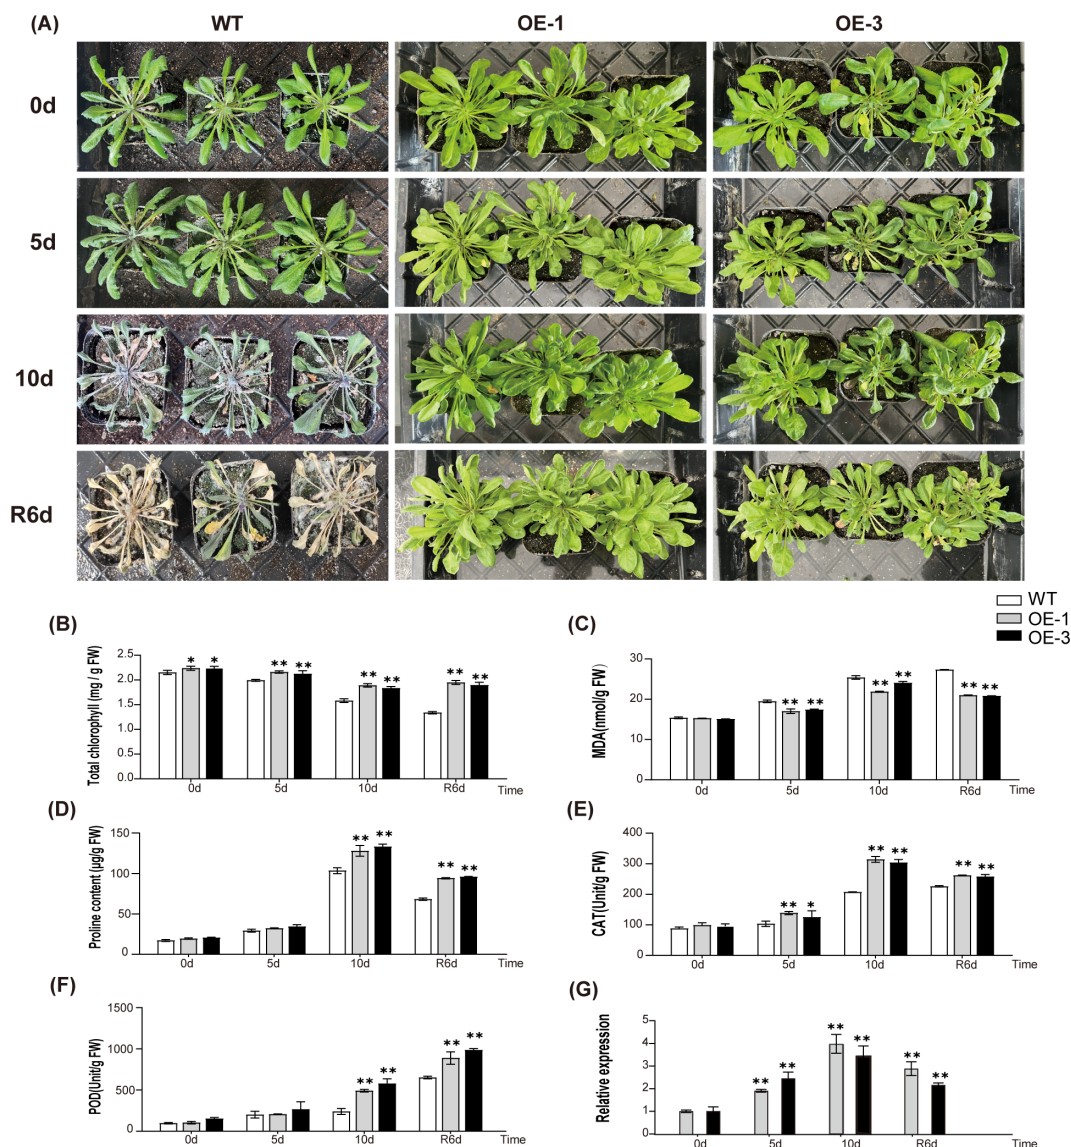 (A) WT OE-1 OE-3
0d
5d
10d
R6d
WT
OE-1
OE-3
(B)
Total chlorophyll (mg / g FW)
2.5
2.0
1.5
1.0
0.5
0.0
* * ** ** ** ** ** **
0d 5d 10d R6d Time
(C)
MDA(nmol/g FW)
30
20
10
0
** ** ** ** ** **
0d 5d 10d R6d Time
(D)
Proline content (μg/g FW)
150
100
50
0
** ** ** **
0d 5d 10d R6d Time
(E)
CAT(Unit/g FW)
400
300
200
100
0
** * ** ** ** **
0d 5d 10d R6d Time
(F)
POD(Unit/g FW)
1500
1000
500
0
** ** ** **
0d 5d 10d R6d Time
(G)
Relative expression
5
4
3
2
1
0
** ** ** ** ** **
0d 5d 10d R6d Time